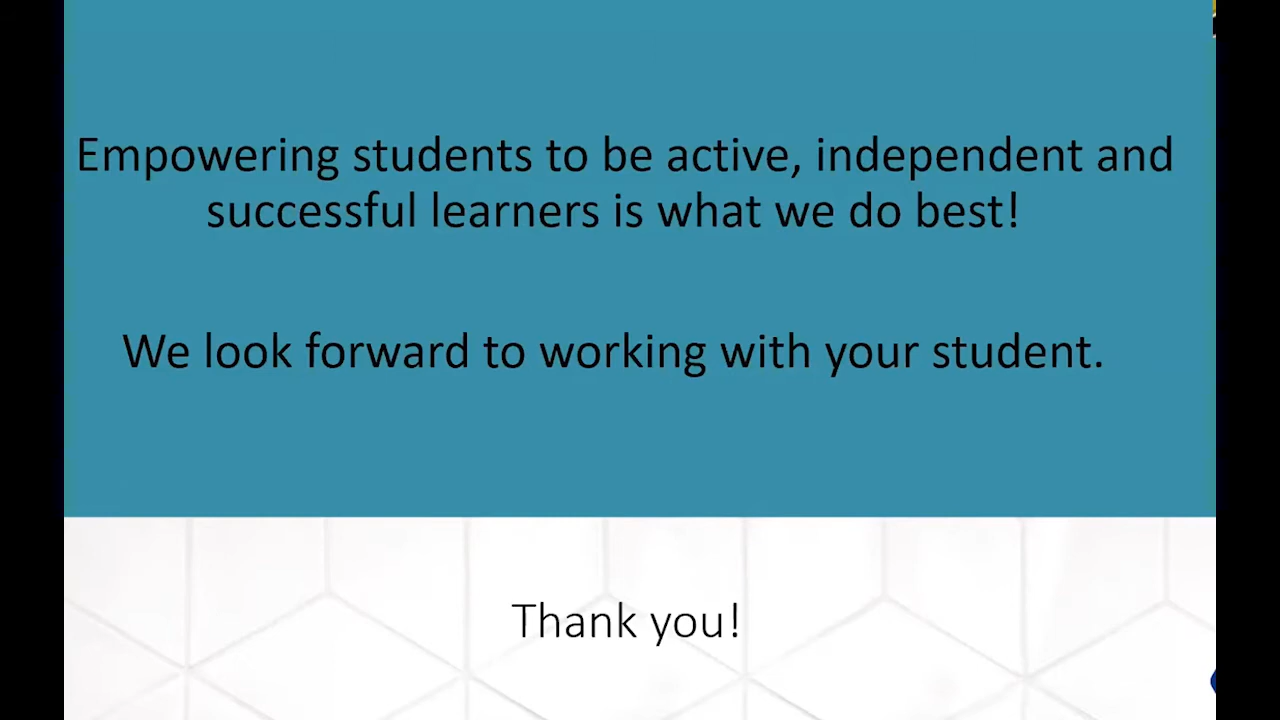 Empowering students to be active, independent and
successful learners is what we do best!
We look forward to working with your student.
Thank you!